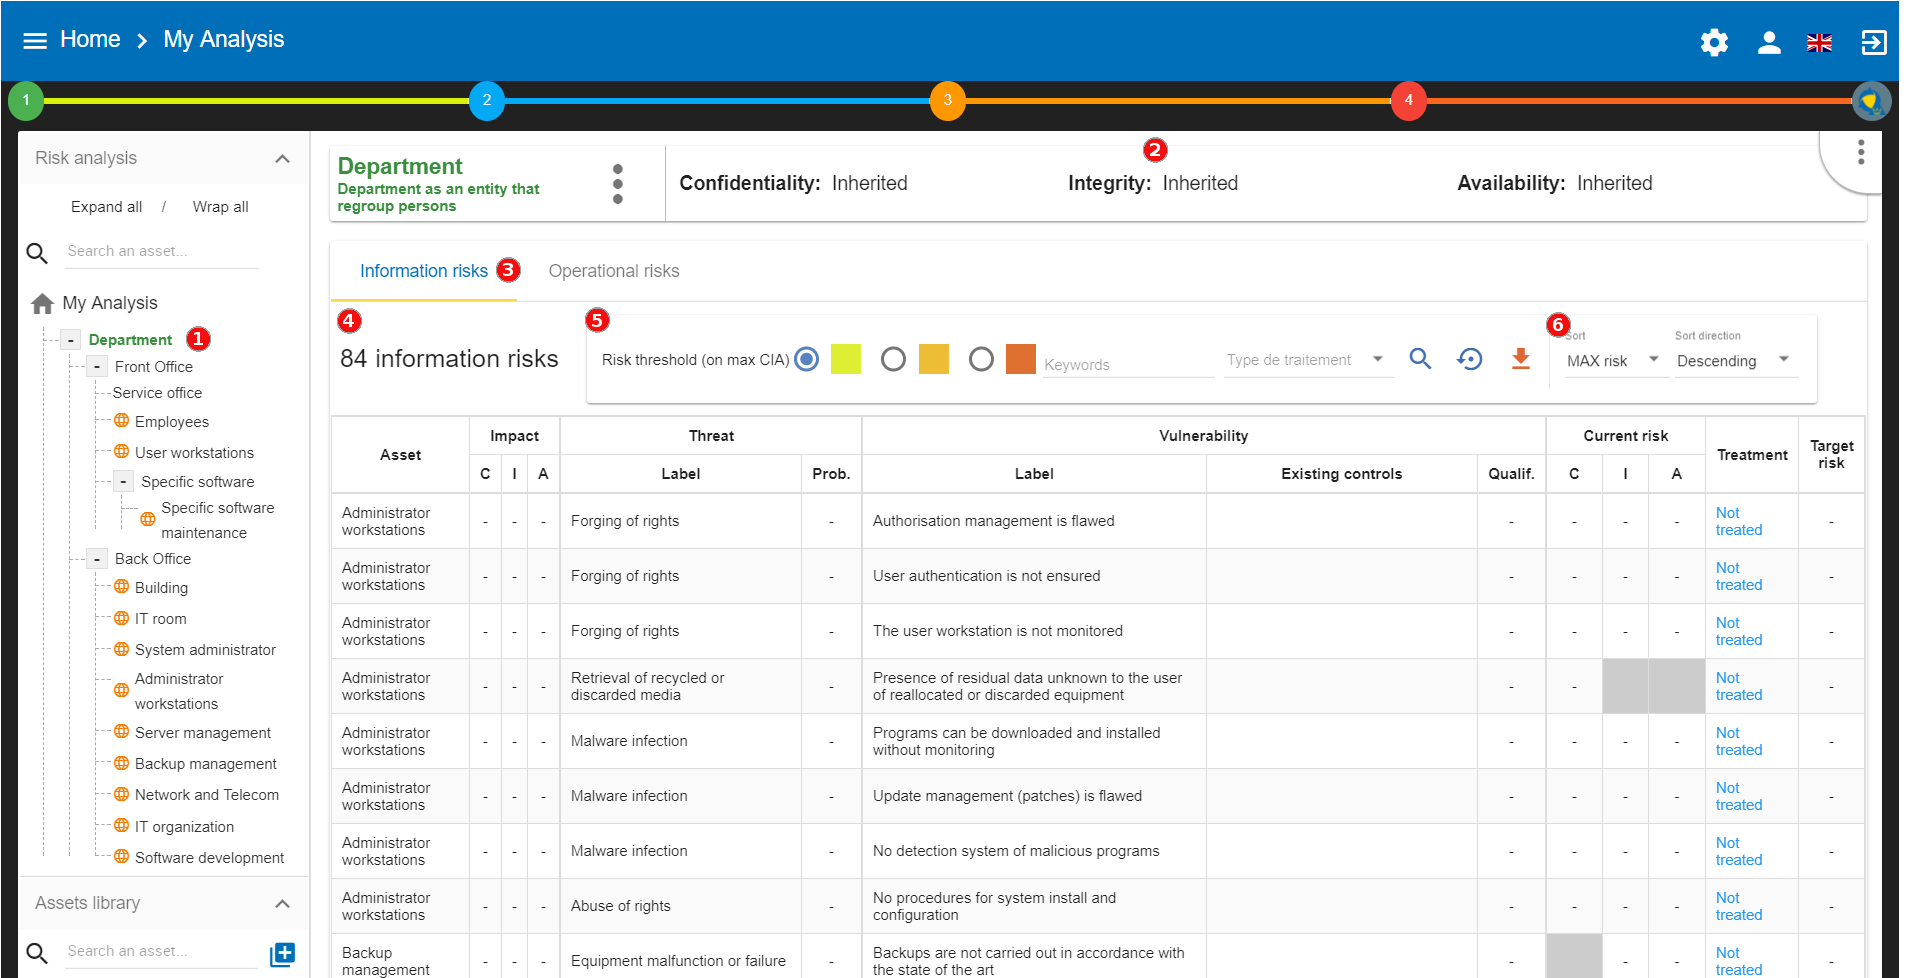 Home > My Analysis
1
2
3
4
Risk analysis
Expand all / Wrap all
Search an asset...
My Analysis
- Department 1
- Front Office
Service office
Employees
User workstations
- Specific software
Specific software
maintenance
- Back Office
Building
IT room
System administrator
Administrator
workstations
Server management
Backup management
Network and Telecom
IT organization
Software development
Assets library
Search an asset...
Department
Department as an entity that
regroup persons
2
Confidentiality: Inherited
Integrity: Inherited
Availability: Inherited
Information risks 3
Operational risks
4
84 information risks
5
Risk threshold (on max CIA)
Keywords
Type de traitement
6
Sort
MAX risk
Sort direction
Descending
Asset
Impact
Threat
Vulnerability
Current risk
Treatment
Target
risk
C I A
Label
Prob.
Label
Existing controls
Qualif.
C I A
Administrator
workstations
- - -
Forging of rights
-
Authorisation management is flawed
-
- - -
Not
treated
-
Administrator
workstations
- - -
Forging of rights
-
User authentication is not ensured
-
- - -
Not
treated
-
Administrator
workstations
- - -
Forging of rights
-
The user workstation is not monitored
-
- - -
Not
treated
-
Administrator
workstations
- - -
Retrieval of recycled or
discarded media
-
Presence of residual data unknown to the user
of reallocated or discarded equipment
-
-
Not
treated
-
Administrator
workstations
- - -
Malware infection
-
Programs can be downloaded and installed
without monitoring
-
- - -
Not
treated
-
Administrator
workstations
- - -
Malware infection
-
Update management (patches) is flawed
-
- - -
Not
treated
-
Administrator
workstations
- - -
Malware infection
-
No detection system of malicious programs
-
- - -
Not
treated
-
Administrator
workstations
- - -
Abuse of rights
-
No procedures for system install and
configuration
-
- - -
Not
treated
-
Backup
management
- - -
Equipment malfunction or failure
-
Backups are not carried out in accordance with
the state of the art
-
- -
Not
treated
-